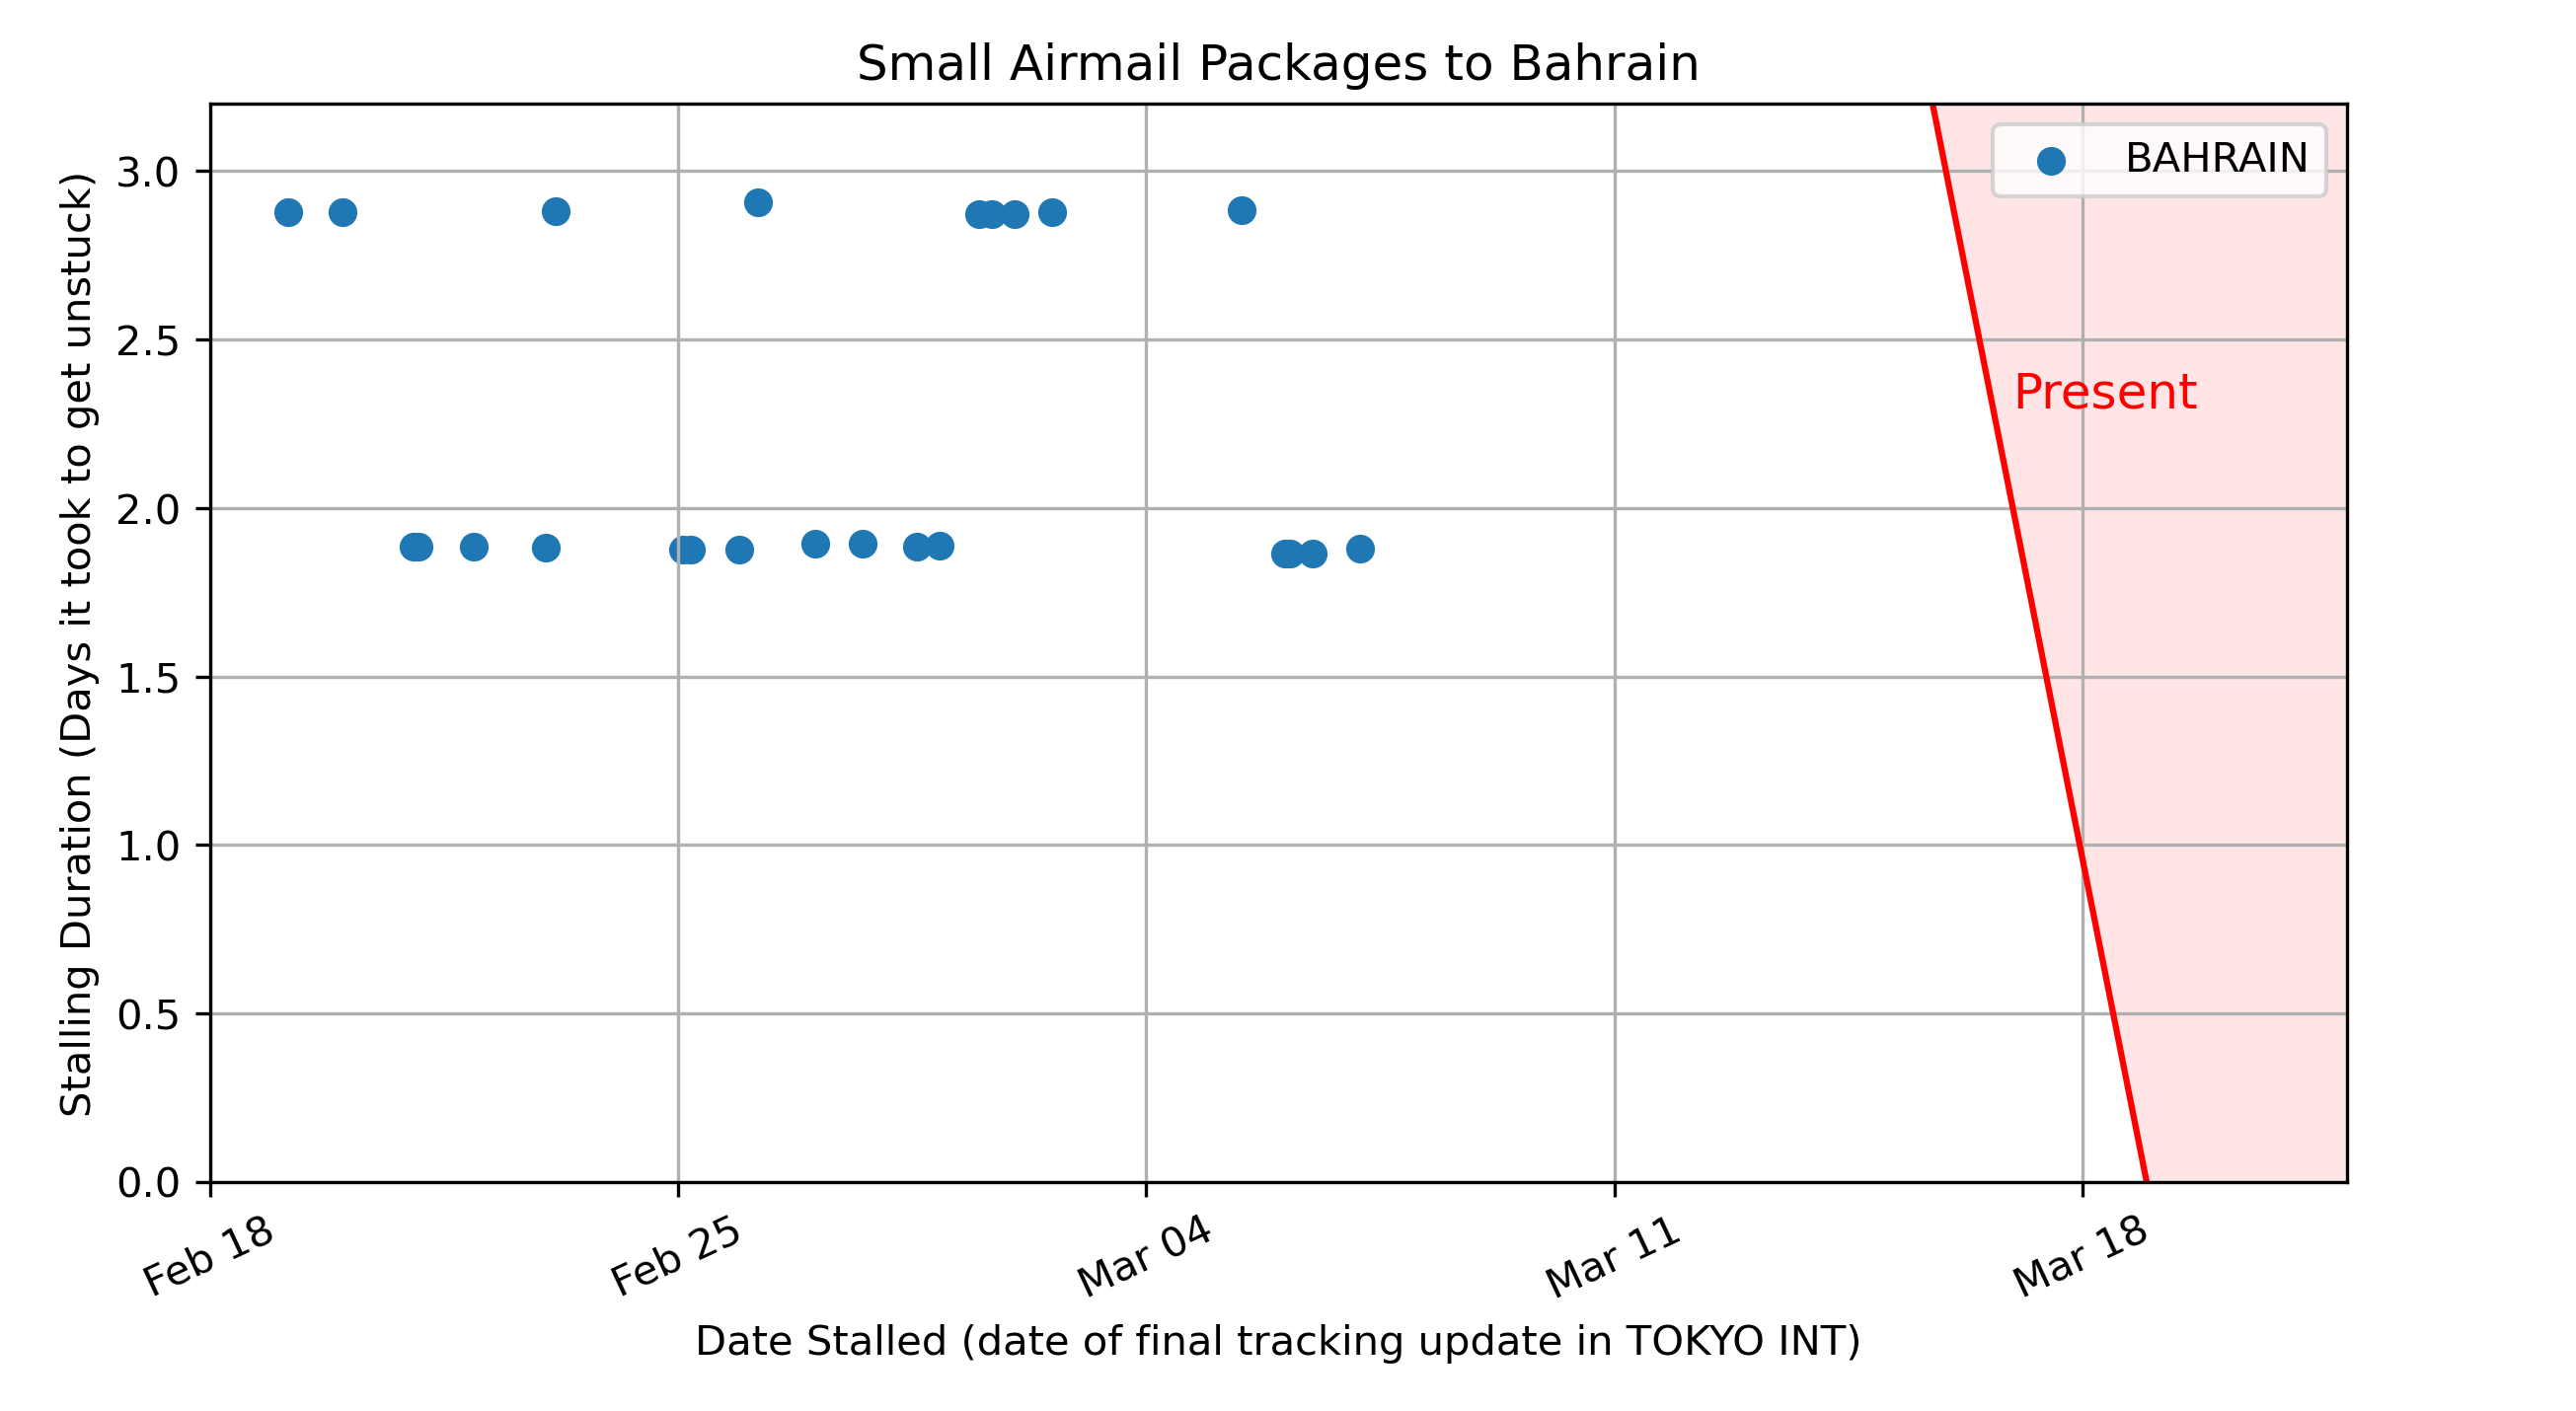 Small Airmail Packages to Bahrain
BAHRAIN
Present
Stalling Duration (Days it took to get unstuck)
3.0
2.5
2.0
1.5
1.0
0.5
0.0
Feb 18
Feb 25
Mar 04
Mar 11
Mar 18
Date Stalled (date of final tracking update in TOKYO INT)